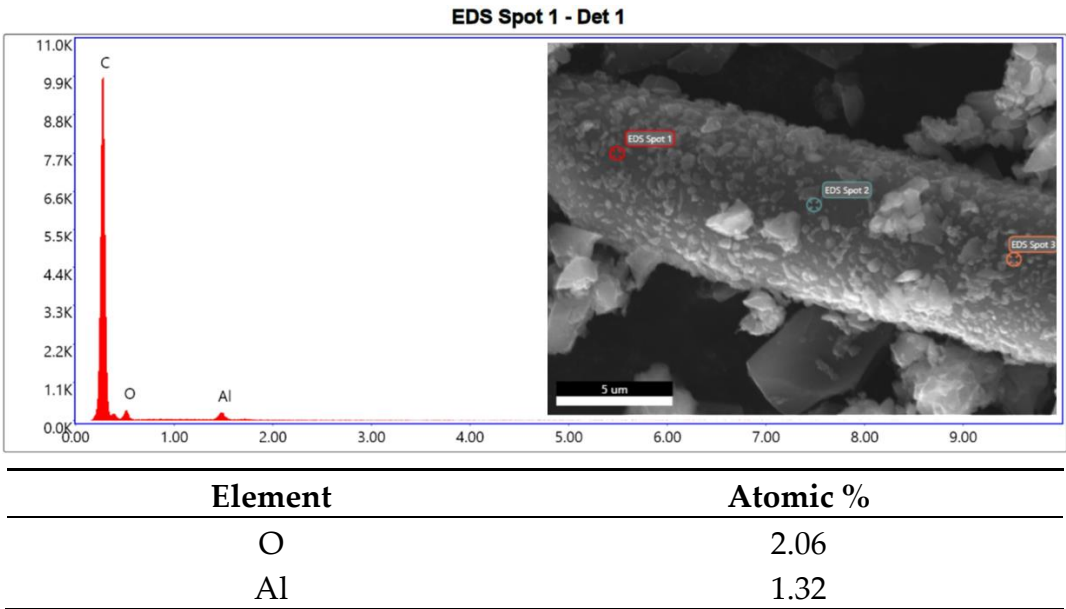 EDS Spot 1 - Det 1
11.0K
9.9K
8.8K
7.7K
6.6K
5.5K
4.4K
3.3K
2.2K
1.1K
0.0K
C
O
Al
0.00 1.00 2.00 3.00 4.00 5.00 6.00 7.00 8.00 9.00
EDS Spot 1
EDS Spot 2
EDS Spot 3
5 um
Element Atomic %
O 2.06
Al 1.32